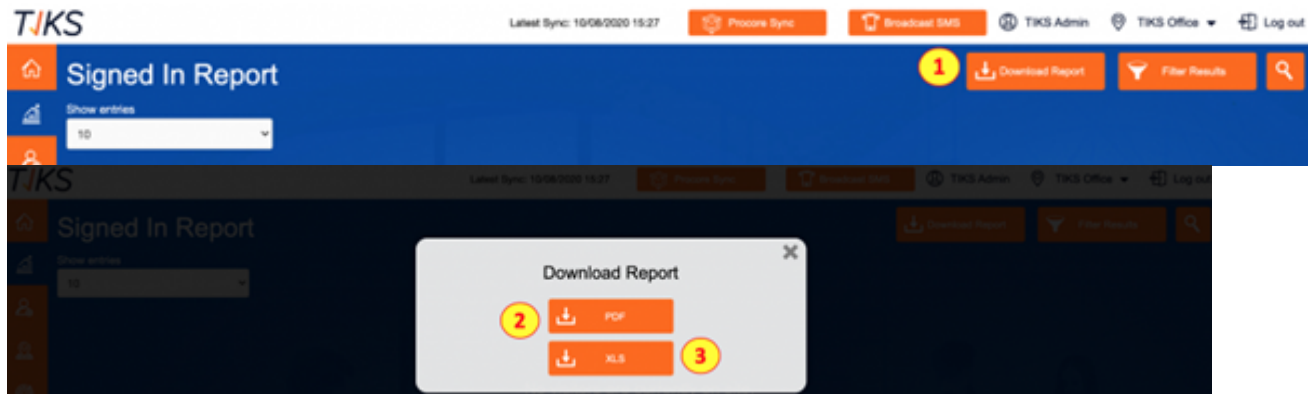 TIKS Latest Sync: 10/08/2020 15:27 Procore Sync Broadcast SMS TIKS Admin TIKS Office Log out
Signed In Report 1 Download Report Filter Results
Show entries
10
TIKS Latest Sync: 10/08/2020 15:27 Procore Sync Broadcast SMS TIKS Admin TIKS Office Log out
Signed In Report Download Report Filter Results
Show entries
10
Download Report
2 PDF
XLS 3